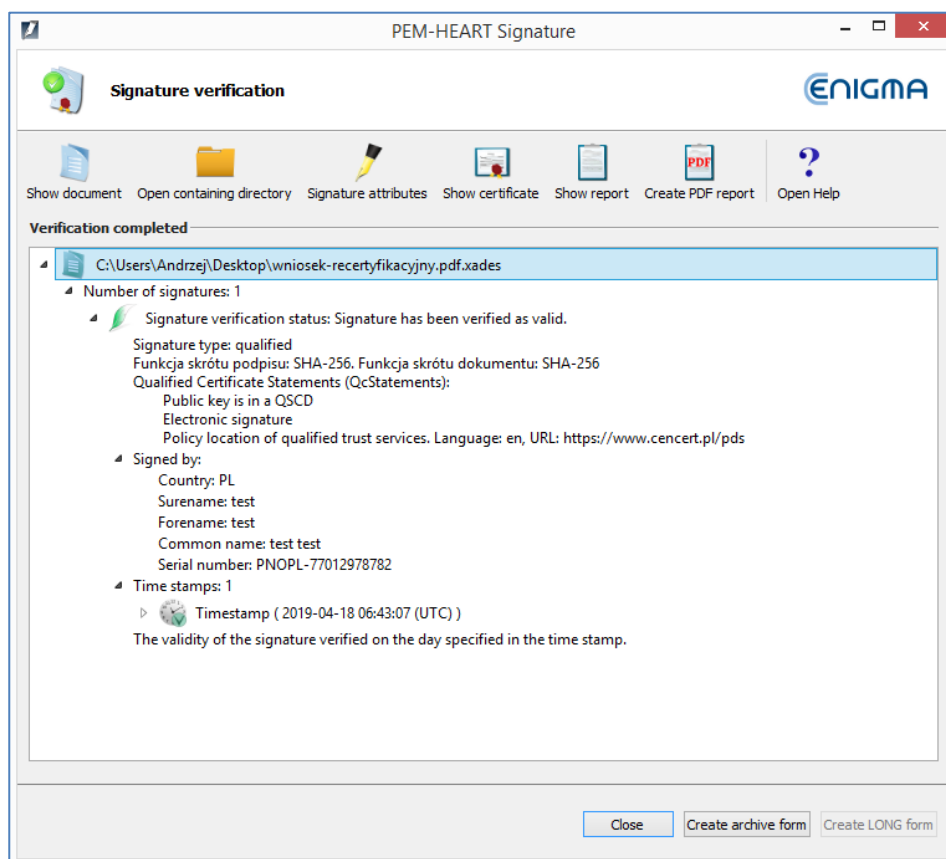 PEM-HEART Signature
Signature verification
ENIGMA
Show document Open containing directory Signature attributes Show certificate Show report Create PDF report Open Help
PDF
Verification completed
C:\Users\Andrzej\Desktop\wniosek-recertyfikacyjny.pdf.xades
Number of signatures: 1
Signature verification status: Signature has been verified as valid.
Signature type: qualified
Funkcja skrótu podpisu: SHA-256. Funkcja skrótu dokumentu: SHA-256
Qualified Certificate Statements (QcStatements):
Public key is in a QSCD
Electronic signature
Policy location of qualified trust services. Language: en, URL: https://www.cencert.pl/pds
Signed by:
Country: PL
Surename: test
Forename: test
Common name: test test
Serial number: PNOPL-77012978782
Time stamps: 1
Timestamp ( 2019-04-18 06:43:07 (UTC) )
The validity of the signature verified on the day specified in the time stamp.
Close Create archive form Create LONG form